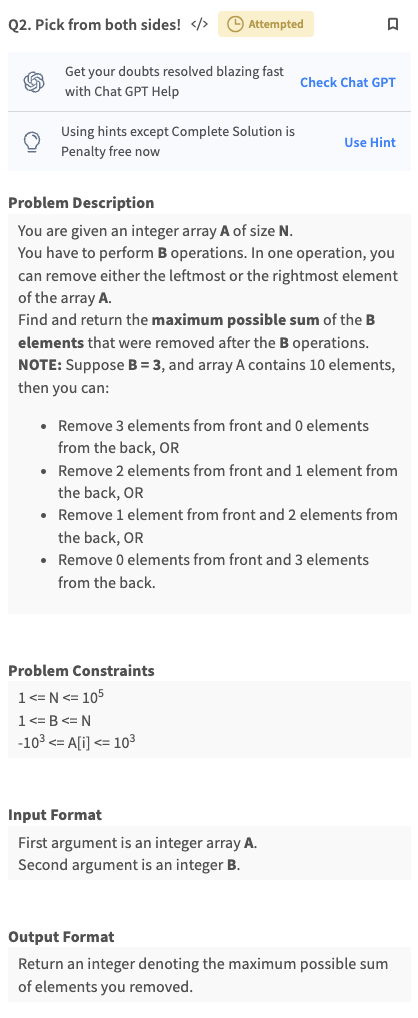 Q2. Pick from both sides! </> Attempted
Get your doubts resolved blazing fast
with Chat GPT Help
Check Chat GPT
Using hints except Complete Solution is
Penalty free now
Use Hint
Problem Description
You are given an integer array A of size N.
You have to perform B operations. In one operation, you
can remove either the leftmost or the rightmost element
of the array A.
Find and return the maximum possible sum of the B
elements that were removed after the B operations.
NOTE: Suppose B = 3, and array A contains 10 elements,
then you can:
• Remove 3 elements from front and 0 elements
from the back, OR
• Remove 2 elements from front and 1 element from
the back, OR
• Remove 1 element from front and 2 elements from
the back, OR
• Remove 0 elements from front and 3 elements
from the back.
Problem Constraints
1 <= N <= 10⁵
1 <= B <= N
-10³ <= A[i] <= 10³
Input Format
First argument is an integer array A.
Second argument is an integer B.
Output Format
Return an integer denoting the maximum possible sum
of elements you removed.